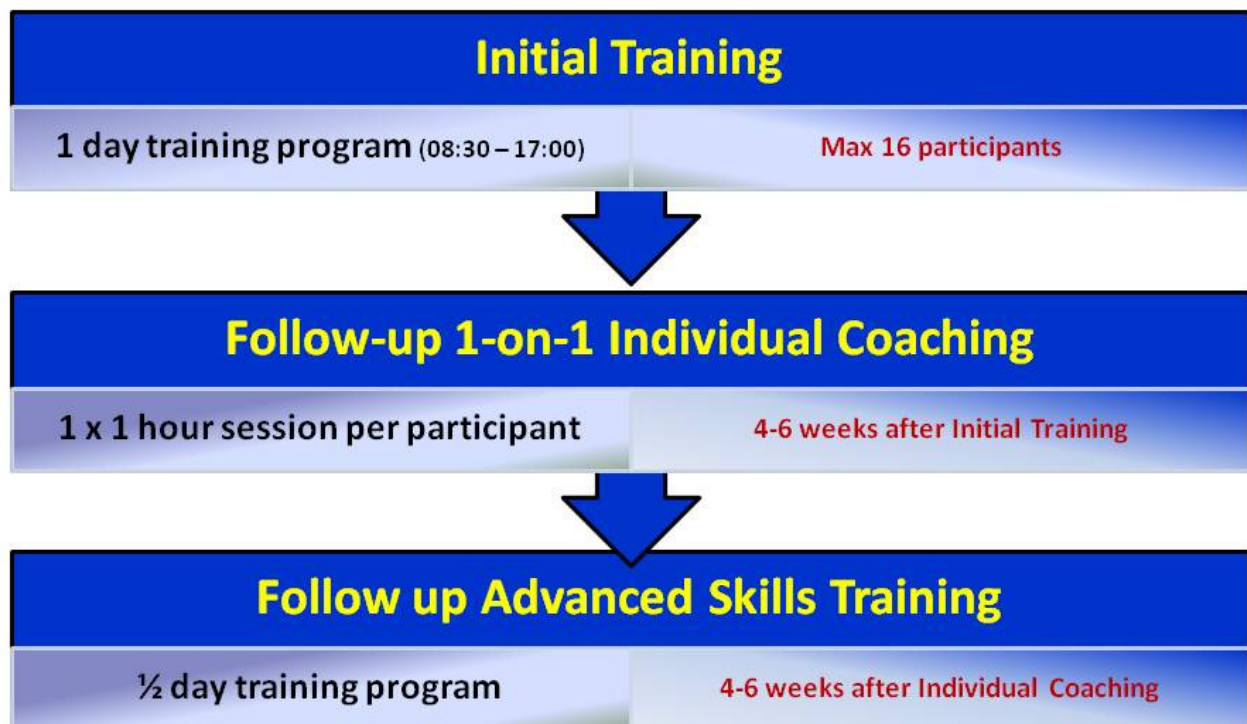 Initial Training
1 day training program (08:30 – 17:00)
Max 16 participants
Follow-up 1-on-1 Individual Coaching
1 x 1 hour session per participant
4-6 weeks after Initial Training
Follow up Advanced Skills Training
½ day training program
4-6 weeks after Individual Coaching